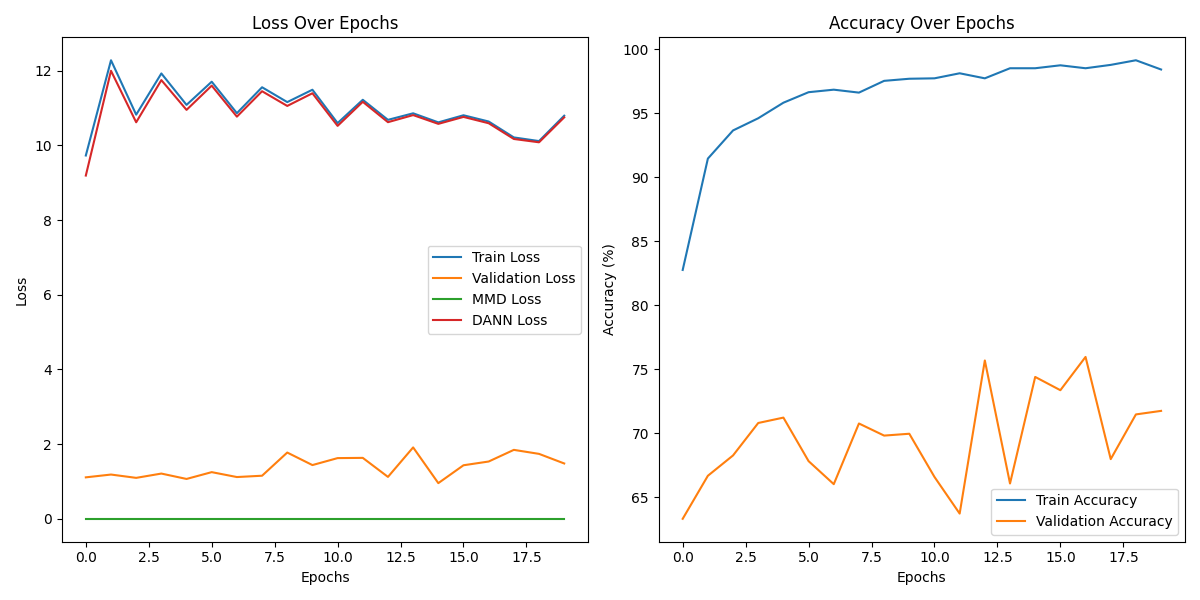 Loss Over Epochs
12
10
8
6
4
2
0
Loss
Train Loss
Validation Loss
MMD Loss
DANN Loss
0.0 2.5 5.0 7.5 10.0 12.5 15.0 17.5
Epochs
Accuracy Over Epochs
100
95
90
85
80
75
70
65
Accuracy (%)
Train Accuracy
Validation Accuracy
0.0 2.5 5.0 7.5 10.0 12.5 15.0 17.5
Epochs